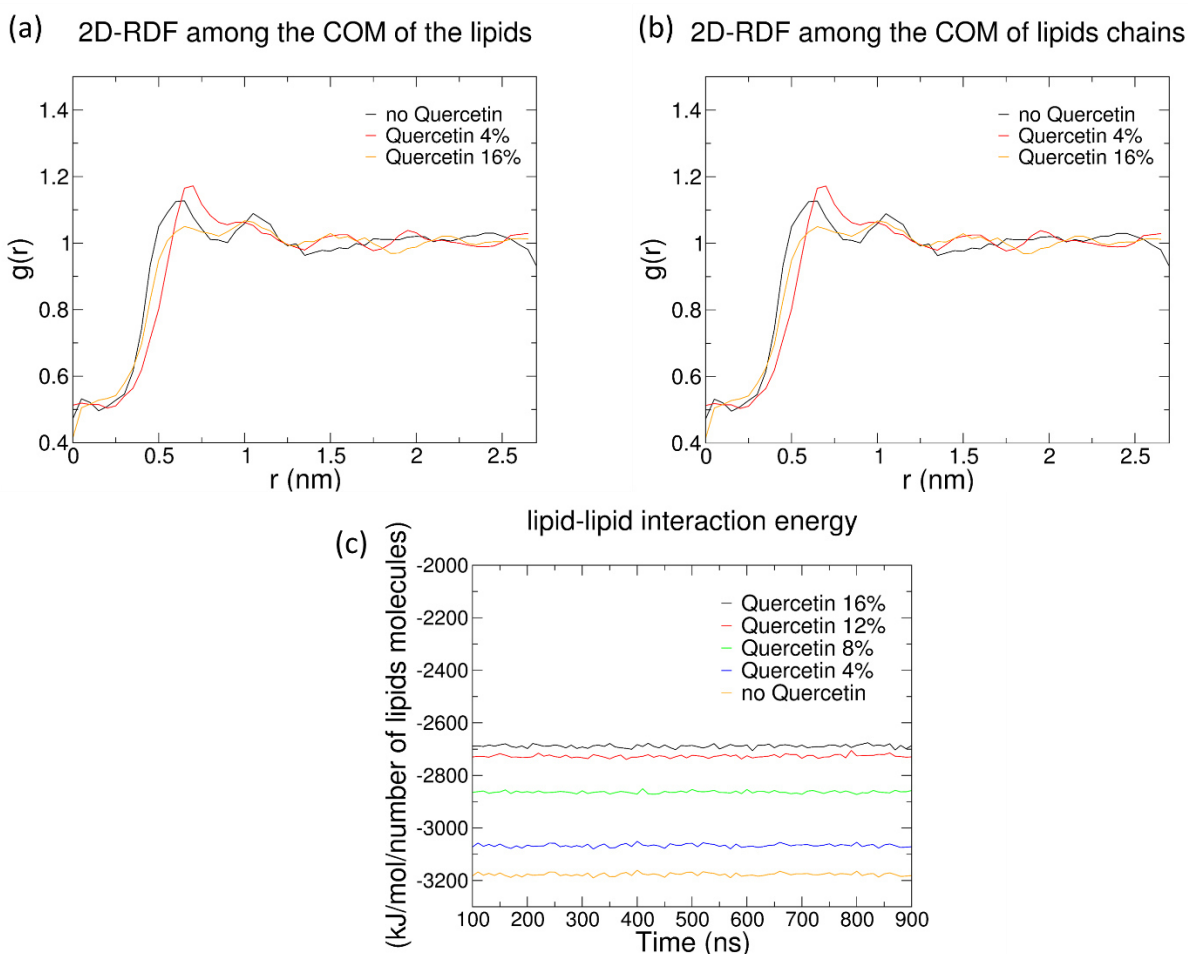 (a) 2D-RDF among the COM of the lipids
no Quercetin
Quercetin 4%
Quercetin 16%
g(r)
1.4
1.2
1
0.8
0.6
0.4
0 0.5 1 1.5 2 2.5
r (nm)
(b) 2D-RDF among the COM of lipids chains
no Quercetin
Quercetin 4%
Quercetin 16%
g(r)
1.4
1.2
1
0.8
0.6
0.4
0 0.5 1 1.5 2 2.5
r (nm)
(c) lipid-lipid interaction energy
(kJ/mol/number of lipids molecules)
-2000
-2200
-2400
-2600
-2800
-3000
-3200
Quercetin 16%
Quercetin 12%
Quercetin 8%
Quercetin 4%
no Quercetin
100 200 300 400 500 600 700 800 900
Time (ns)